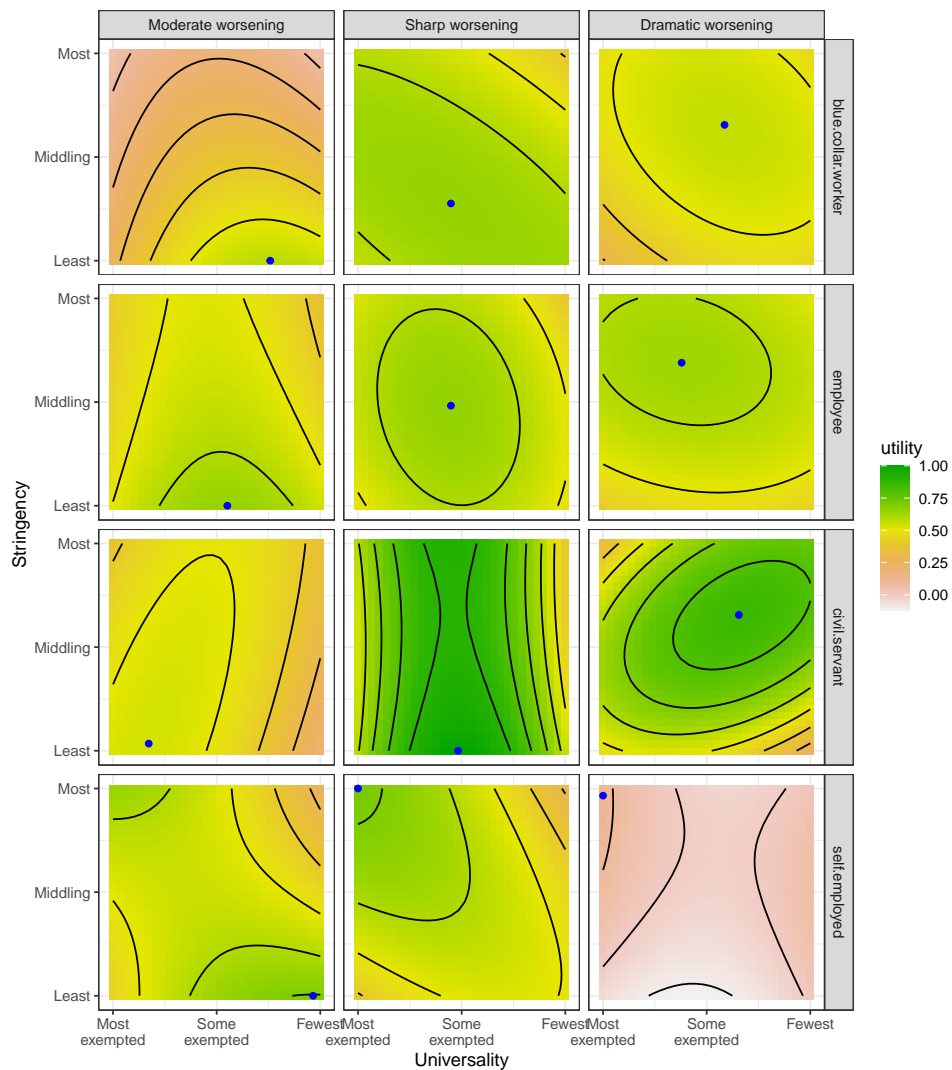 Moderate worsening
Sharp worsening
Dramatic worsening
Most
Middling
Least
blue.collar.worker
Most
Middling
Least
employee
Most
Middling
Least
civil.servant
Most
Middling
Least
self.employed
Stringency
utility
1.00
0.75
0.50
0.25
0.00
Most
exempted
Some
exempted
Fewest
Most
exempted
Some
exempted
Fewest
Most
exempted
Some
exempted
Fewest
Universality